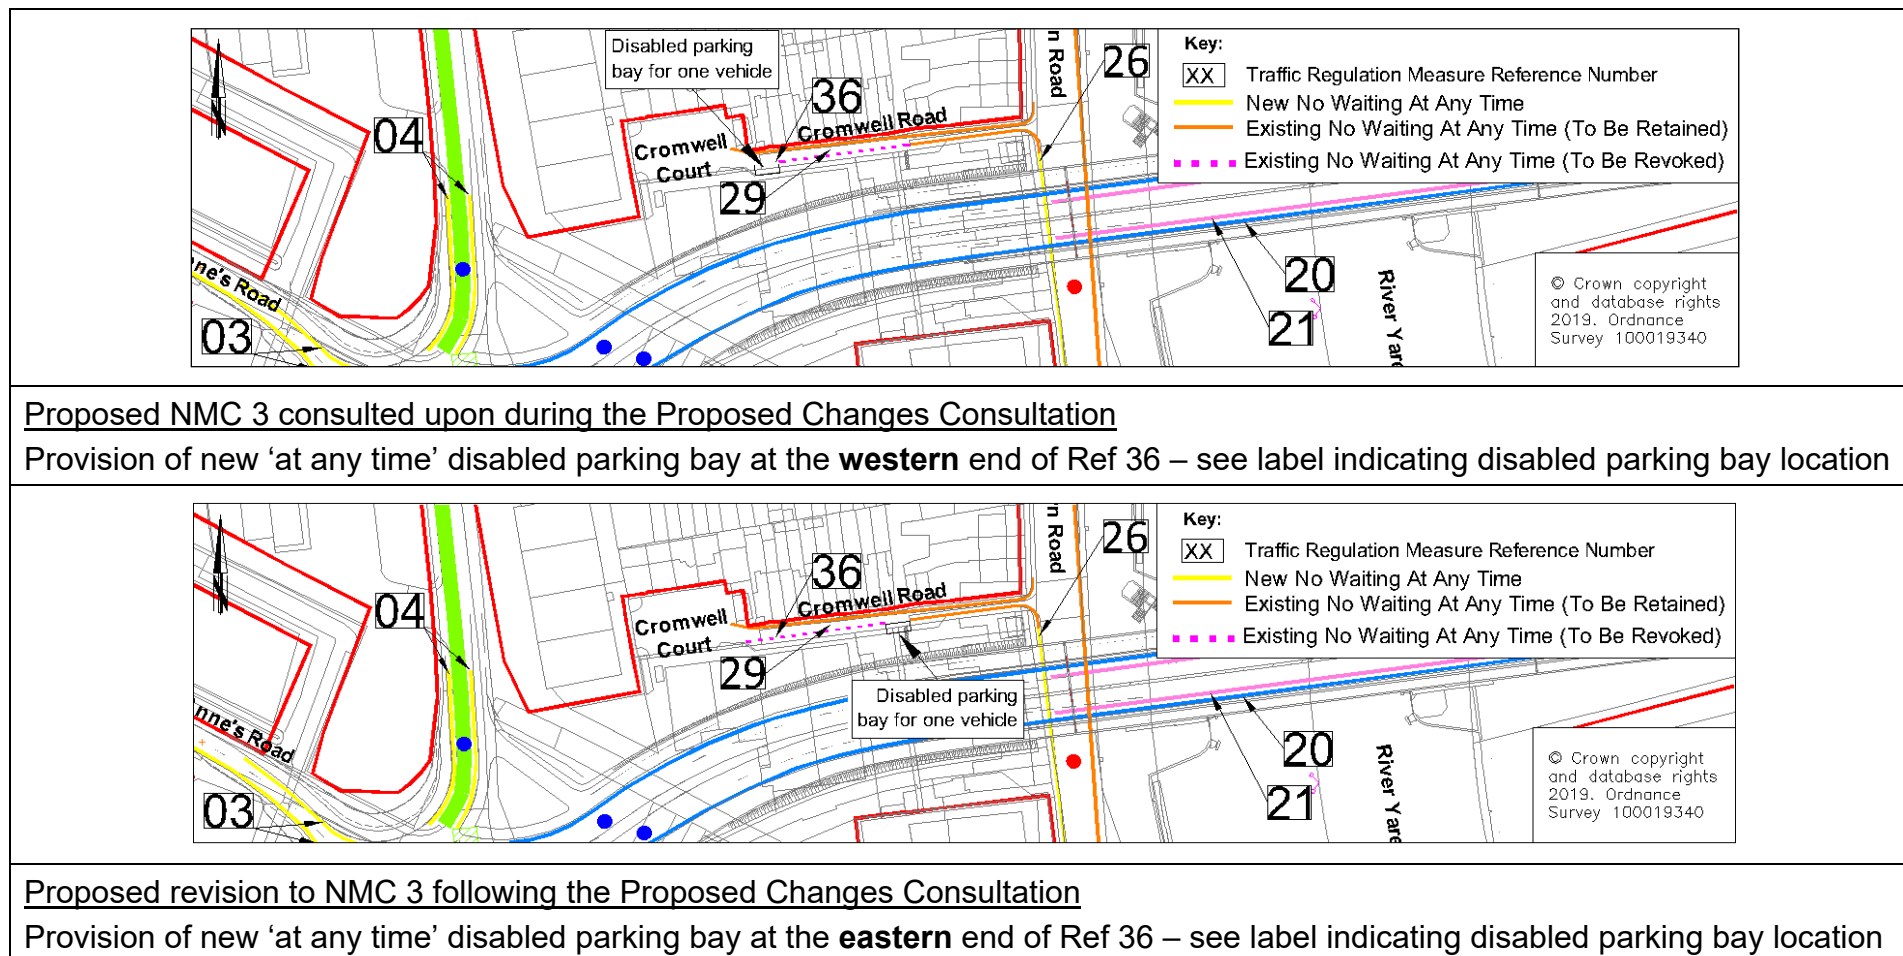 Disabled parking
bay for one vehicle
36
Cromwell Road
Cromwell
Court
29
04
03
nne's Road
n Road
26
20
21
River Yare
Key:
XX Traffic Regulation Measure Reference Number
New No Waiting At Any Time
Existing No Waiting At Any Time (To Be Retained)
Existing No Waiting At Any Time (To Be Revoked)
© Crown copyright
and database rights
2019. Ordnance
Survey 100019340
Proposed NMC 3 consulted upon during the Proposed Changes Consultation
Provision of new ‘at any time’ disabled parking bay at the western end of Ref 36 – see label indicating disabled parking bay location
36
Cromwell Road
Cromwell
Court
29
Disabled parking
bay for one vehicle
04
03
nne's Road
n Road
26
20
21
River Yare
Key:
XX Traffic Regulation Measure Reference Number
New No Waiting At Any Time
Existing No Waiting At Any Time (To Be Retained)
Existing No Waiting At Any Time (To Be Revoked)
© Crown copyright
and database rights
2019. Ordnance
Survey 100019340
Proposed revision to NMC 3 following the Proposed Changes Consultation
Provision of new ‘at any time’ disabled parking bay at the eastern end of Ref 36 – see label indicating disabled parking bay location